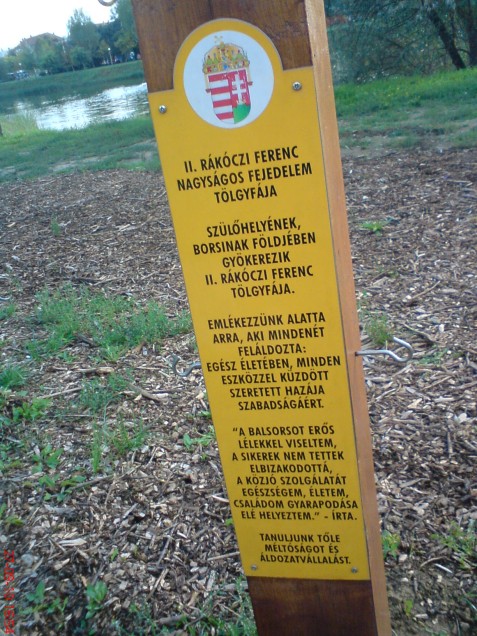 II. RÁKÓCZI FERENC
NAGYSÁGOS FEJEDELEM
TÖLGYFÁJA
SZÜLŐHELYÉNEK,
BORSINAK FÖLDJÉBEN
GYÖKEREZIK
II. RÁKÓCZI FERENC
TÖLGYFÁJA.
EMLÉKEZZÜNK ALATTA
ARRA, AKI MINDENÉT
FELÁLDOZTA:
EGÉSZ ÉLETÉBEN, MINDEN
ESZKÖZZEL KÜZDÖTT
SZERETETT HAZÁJA
SZABADSÁGÁÉRT.
"A BALSORSOT ERŐS
LÉLEKKEL VISELTEM,
A SIKEREK NEM TETTEK
ELBIZAKODOTTÁ,
A KÖZJÓ SZOLGÁLATÁT
EGÉSZSÉGEM, ÉLETEM,
CSALÁDOM GYARAPODÁSA
ELÉ HELYEZTEM." - ÍRTA.
TANULJUNK TŐLE
MÉLTÓSÁGOT ÉS
ÁLDOZATVÁLLALÁST.